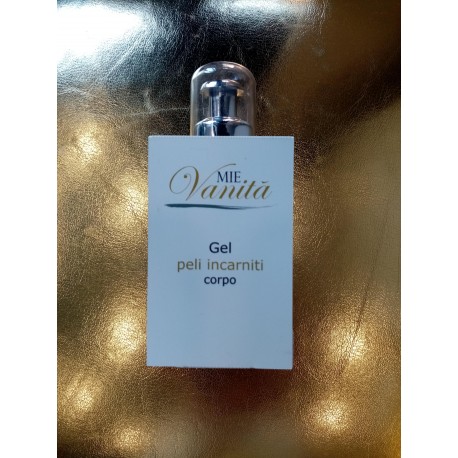 MIE
Vanità
Gel
peli incarniti
corpo